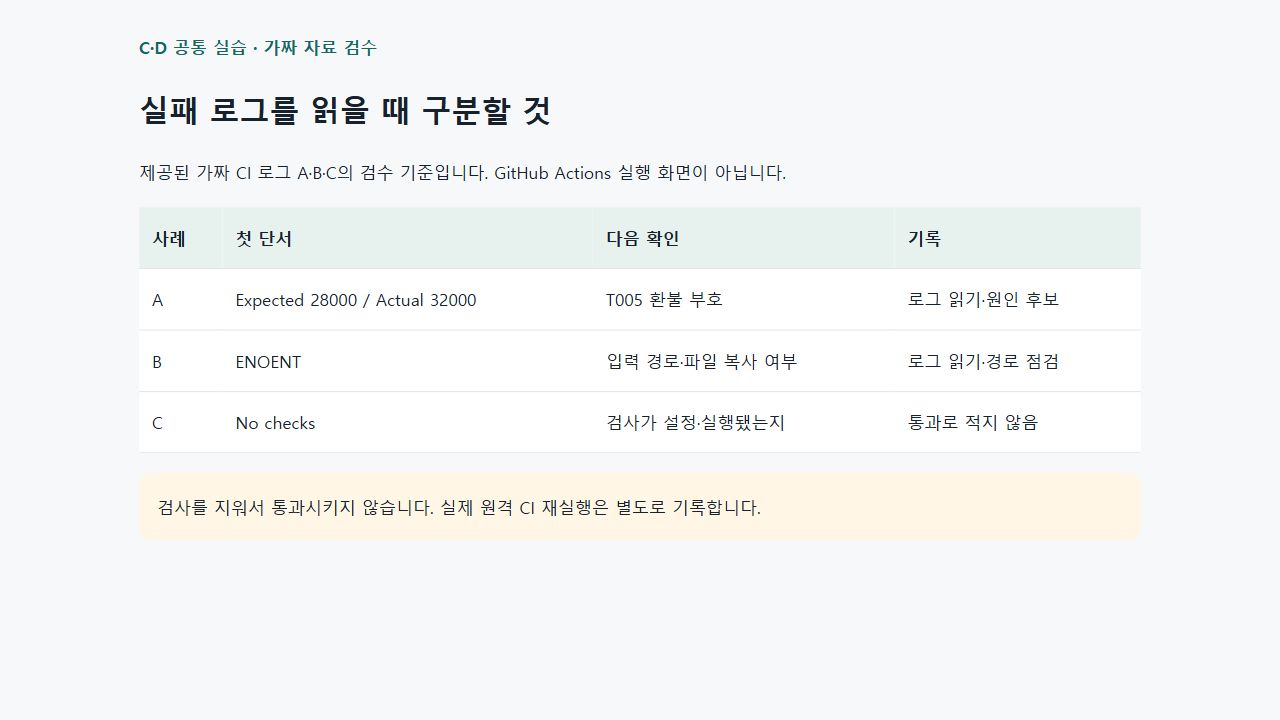 C·D 공통 실습 · 가짜 자료 검수
실패 로그를 읽을 때 구분할 것
제공된 가짜 CI 로그 A·B·C의 검수 기준입니다. GitHub Actions 실행 화면이 아닙니다.
사례 첫 단서 다음 확인 기록
A Expected 28000 / Actual 32000 T005 환불 부호 로그 읽기·원인 후보
B ENOENT 입력 경로·파일 복사 여부 로그 읽기·경로 점검
C No checks 검사가 설정·실행됐는지 통과로 적지 않음
검사를 지워서 통과시키지 않습니다. 실제 원격 CI 재실행은 별도로 기록합니다.